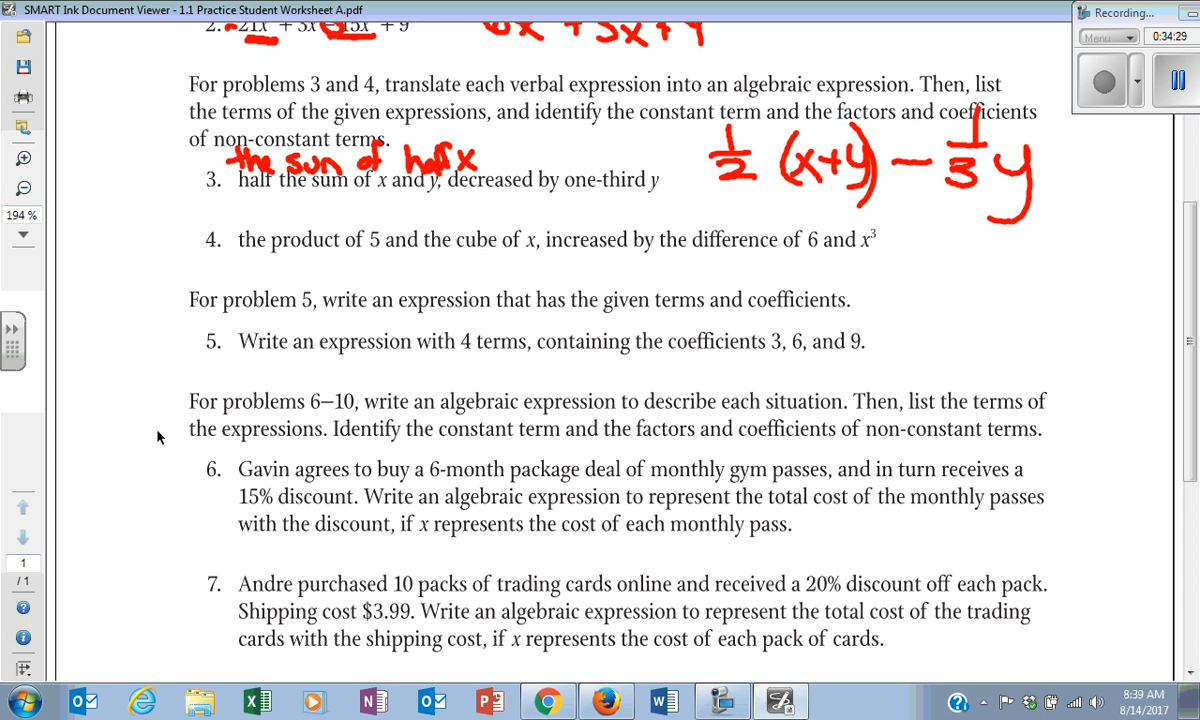 SMART Ink Document Viewer - 1.1 Practice Student Worksheet A.pdf
Recording...
Menu
0:34:29
For problems 3 and 4, translate each verbal expression into an algebraic expression. Then, list
the terms of the given expressions, and identify the constant term and the factors and coefficients
of non-constant terms.
the sum of half x
1/2 (x+y) - 1/3 y
3. half the sum of x and y, decreased by one-third y
194 %
4. the product of 5 and the cube of x, increased by the difference of 6 and x³
For problem 5, write an expression that has the given terms and coefficients.
5. Write an expression with 4 terms, containing the coefficients 3, 6, and 9.
For problems 6–10, write an algebraic expression to describe each situation. Then, list the terms of
the expressions. Identify the constant term and the factors and coefficients of non-constant terms.
6. Gavin agrees to buy a 6-month package deal of monthly gym passes, and in turn receives a
15% discount. Write an algebraic expression to represent the total cost of the monthly passes
with the discount, if x represents the cost of each monthly pass.
1
/ 1
7. Andre purchased 10 packs of trading cards online and received a 20% discount off each pack.
Shipping cost $3.99. Write an algebraic expression to represent the total cost of the trading
cards with the shipping cost, if x represents the cost of each pack of cards.
8:39 AM
8/14/2017